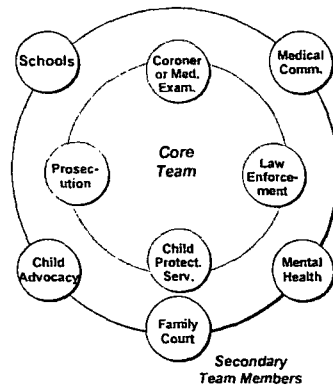 Schools
Coroner
or Med.
Exam.
Medical
Comm.
Prosec-
ution
Core
Team
Law
Enforce-
ment
Child
Advocacy
Child
Protect.
Serv.
Mental
Health
Family
Court
Secondary
Team Members